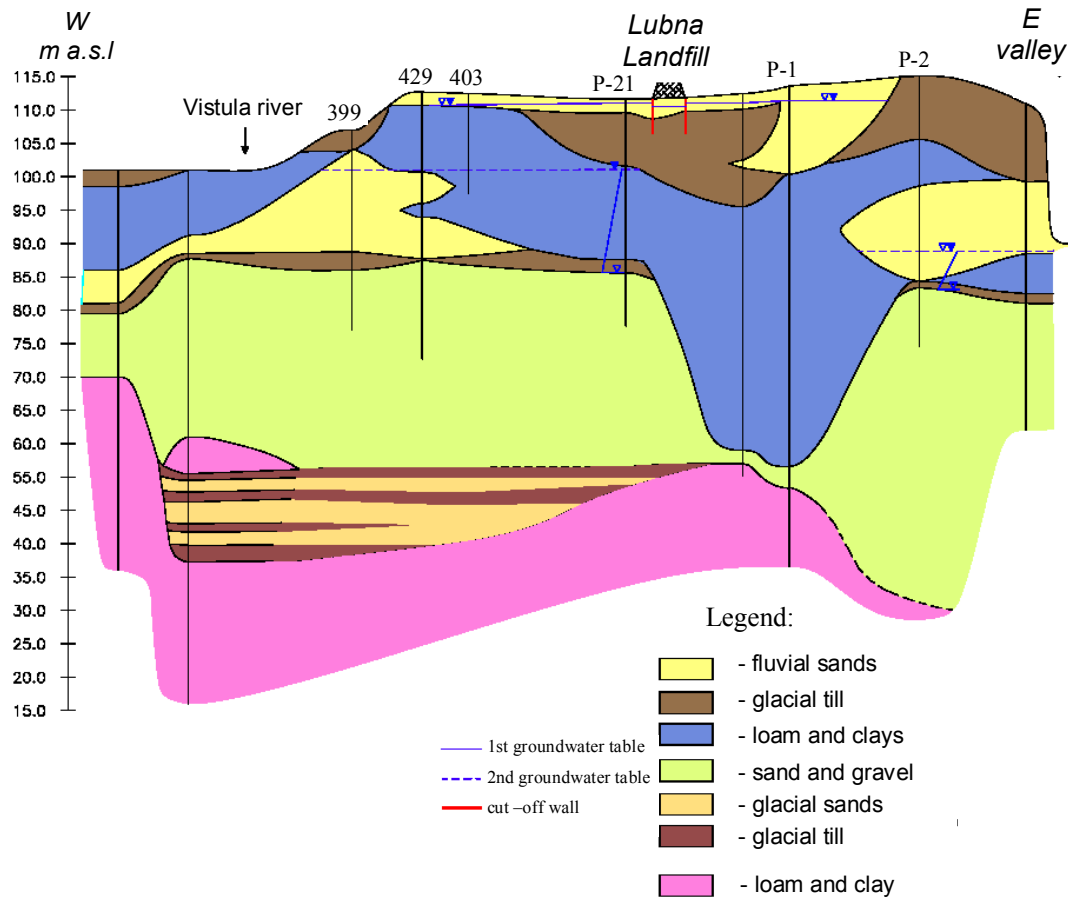 W
m a.s.l
Lubna
Landfill
E
valley
Vistula river
399
429
403
P-21
P-1
P-2
115.0
110.0
105.0
100.0
95.0
90.0
85.0
80.0
75.0
70.0
65.0
60.0
55.0
50.0
45.0
40.0
35.0
30.0
25.0
20.0
15.0
Legend:
- fluvial sands
- glacial till
- loam and clays
- sand and gravel
- glacial sands
- glacial till
- loam and clay
1st groundwater table
2nd groundwater table
cut –off wall